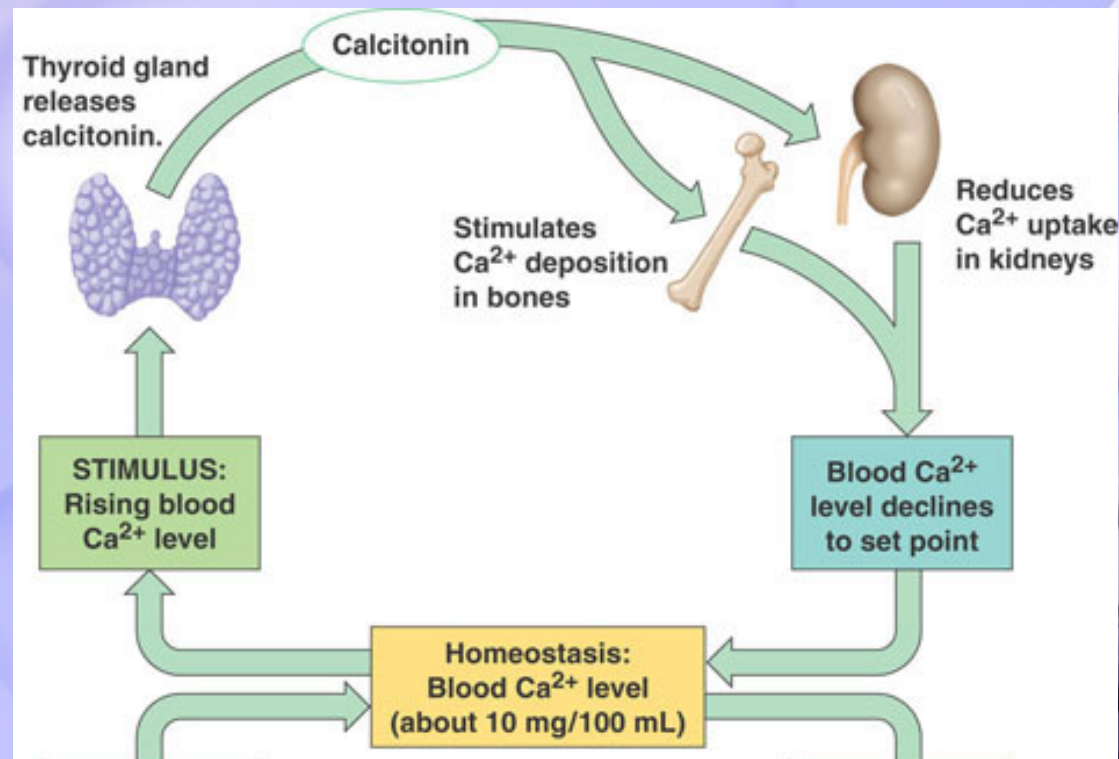 Calcitonin
Thyroid gland
releases
calcitonin.
Reduces
Ca²⁺ uptake
in kidneys
Stimulates
Ca²⁺ deposition
in bones
STIMULUS:
Rising blood
Ca²⁺ level
Blood Ca²⁺
level declines
to set point
Homeostasis:
Blood Ca²⁺ level
(about 10 mg/100 mL)